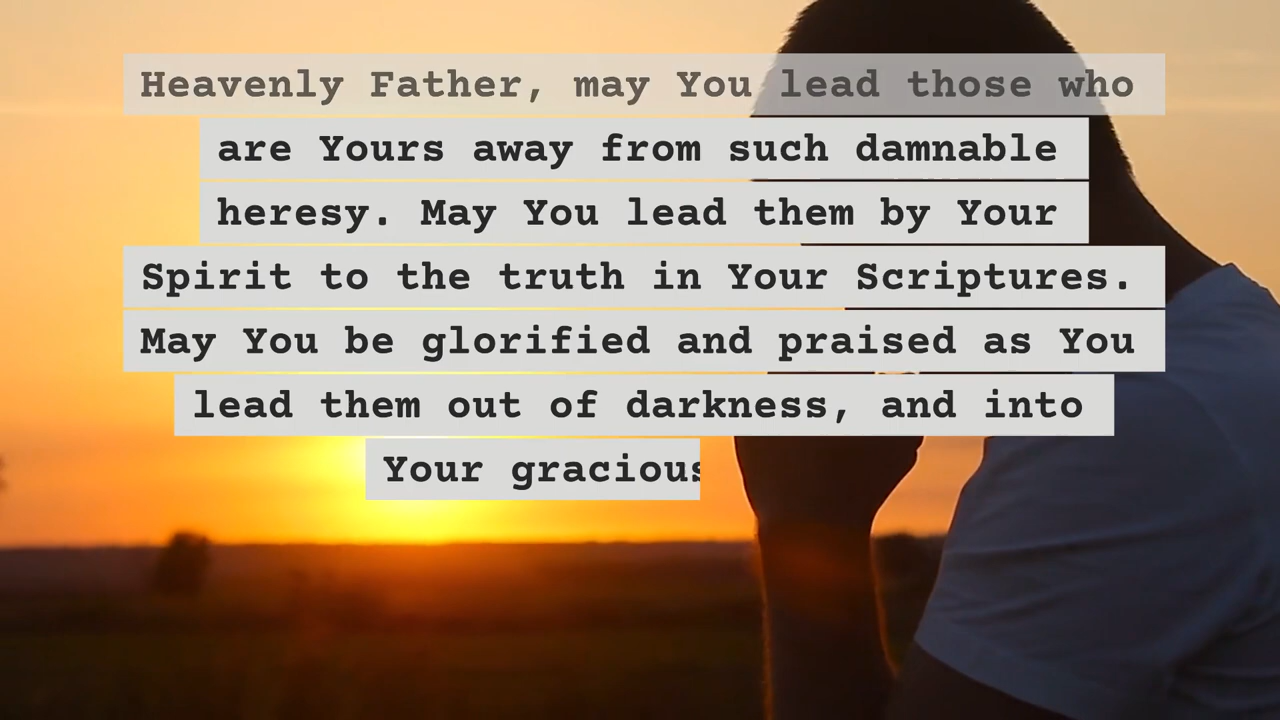 Heavenly Father, may You lead those who
are Yours away from such damnable
heresy. May You lead them by Your
Spirit to the truth in Your Scriptures.
May You be glorified and praised as You
lead them out of darkness, and into
Your gracious